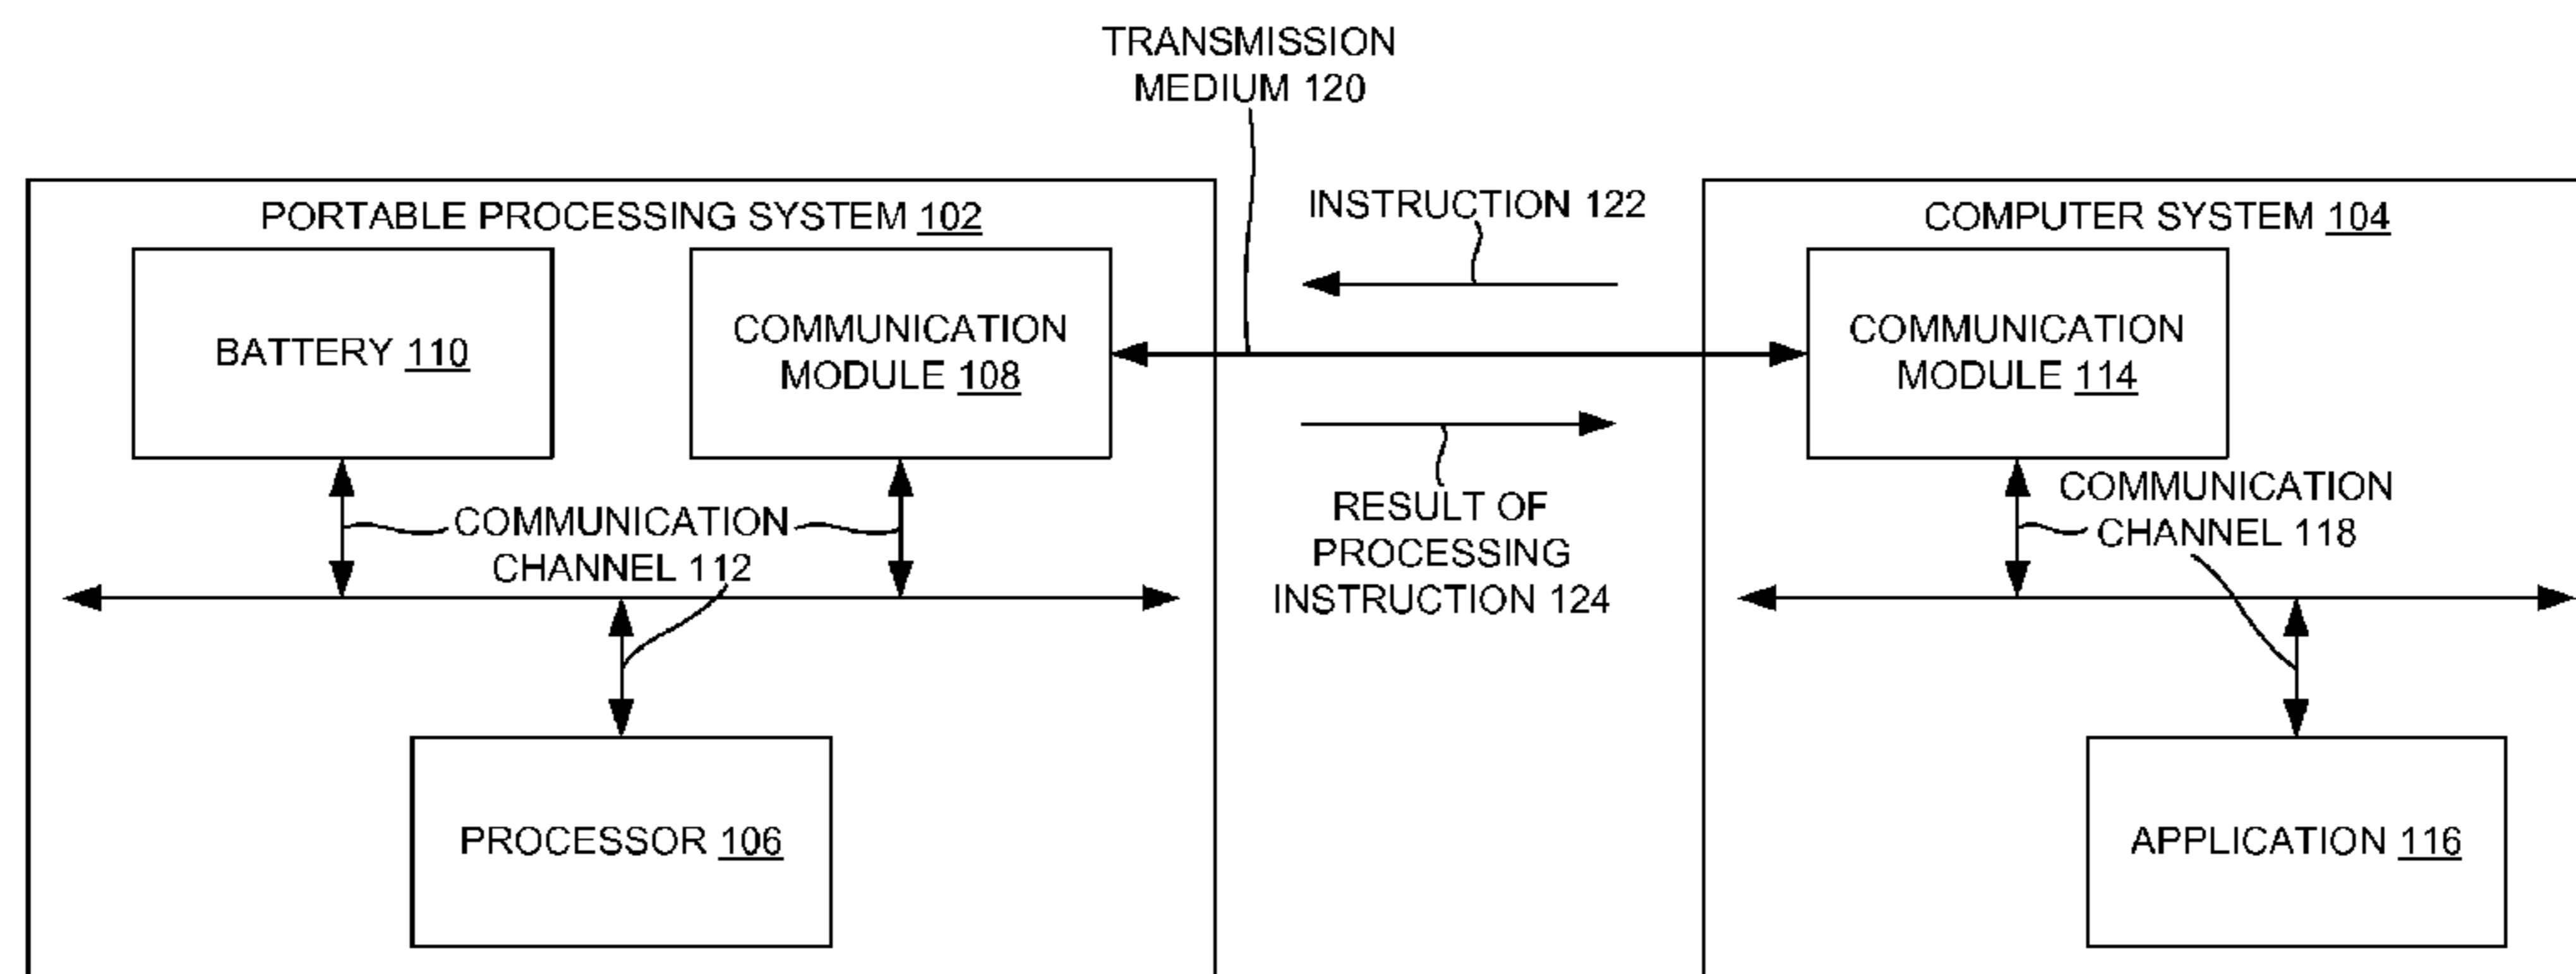 TRANSMISSION
MEDIUM 120
PORTABLE PROCESSING SYSTEM 102
INSTRUCTION 122
COMPUTER SYSTEM 104
BATTERY 110
COMMUNICATION
MODULE 108
COMMUNICATION
MODULE 114
COMMUNICATION
CHANNEL 112
RESULT OF
PROCESSING
INSTRUCTION 124
COMMUNICATION
CHANNEL 118
PROCESSOR 106
APPLICATION 116